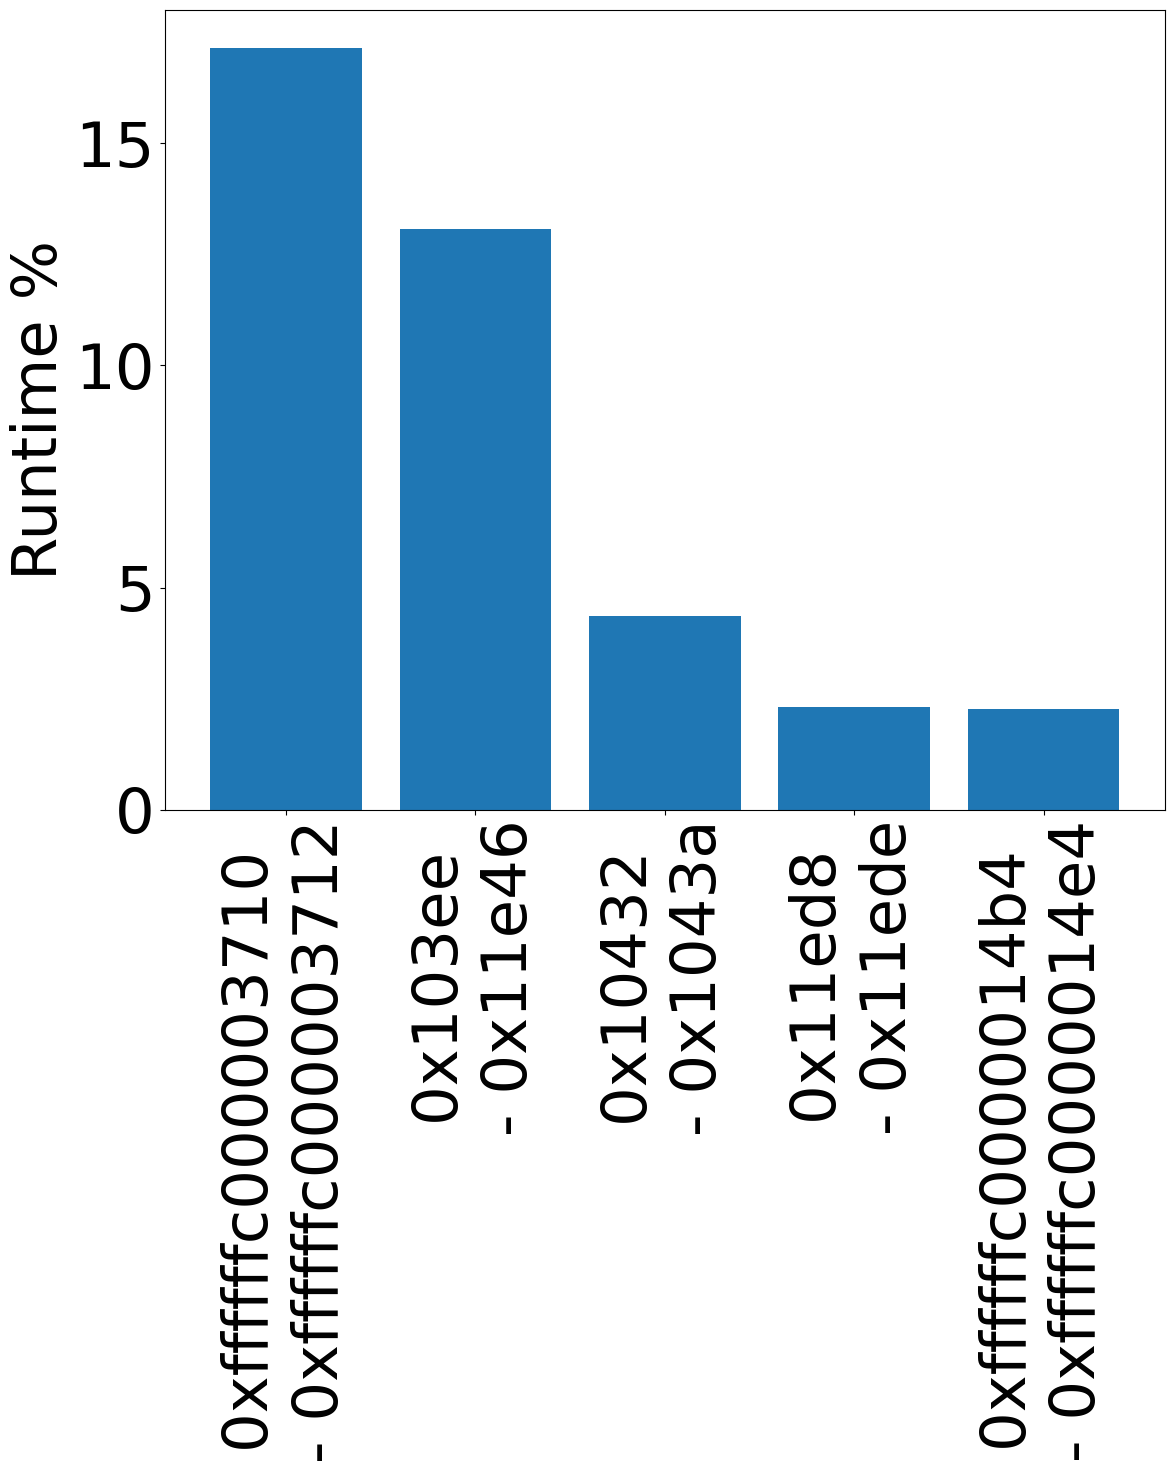 Runtime %
15
10
5
0
0xffffffc000003710
- 0xffffffc000003712
0x103ee
- 0x11e46
0x10432
- 0x1043a
0x11ed8
- 0x11ede
0xffffffc0000014b4
- 0xffffffc0000014e4